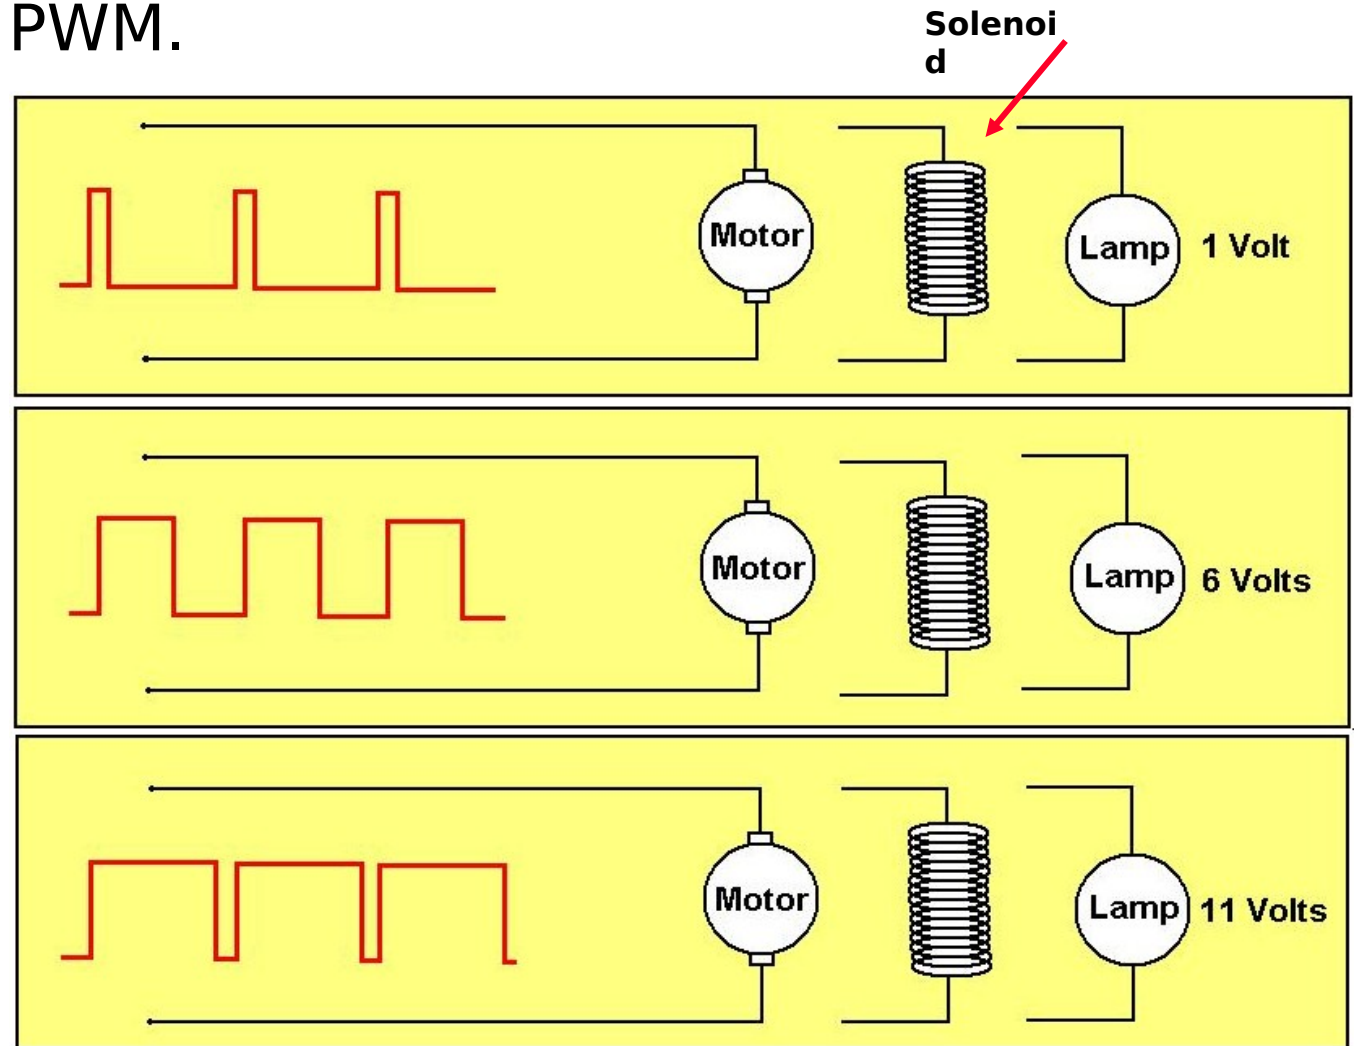 PWM.
Solenoi
d
Motor
Lamp
1 Volt
Motor
Lamp
6 Volts
Motor
Lamp
11 Volts